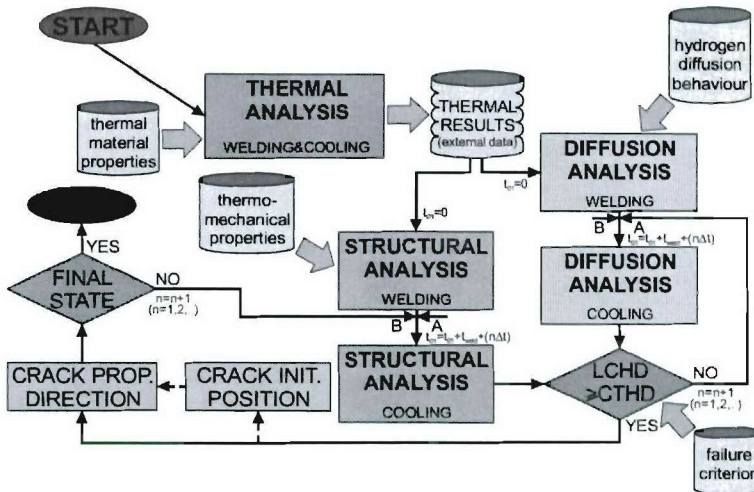 START
hydrogen
diffusion
behaviour
THERMAL
ANALYSIS
WELDING&COOLING
thermal
material
properties
THERMAL
RESULTS
(external data)
DIFFUSION
ANALYSIS
WELDING
thermo-
mechanical
properties
YES
FINAL
STATE
NO
n=n+1
(n=1,2,..)
STRUCTURAL
ANALYSIS
WELDING
B
A
B
A
DIFFUSION
ANALYSIS
COOLING
CRACK PROP.
DIRECTION
CRACK INIT.
POSITION
STRUCTURAL
ANALYSIS
COOLING
LCHD
≥CTHD
YES
NO
n=n+1
(n=1,2,..)
failure
criterion